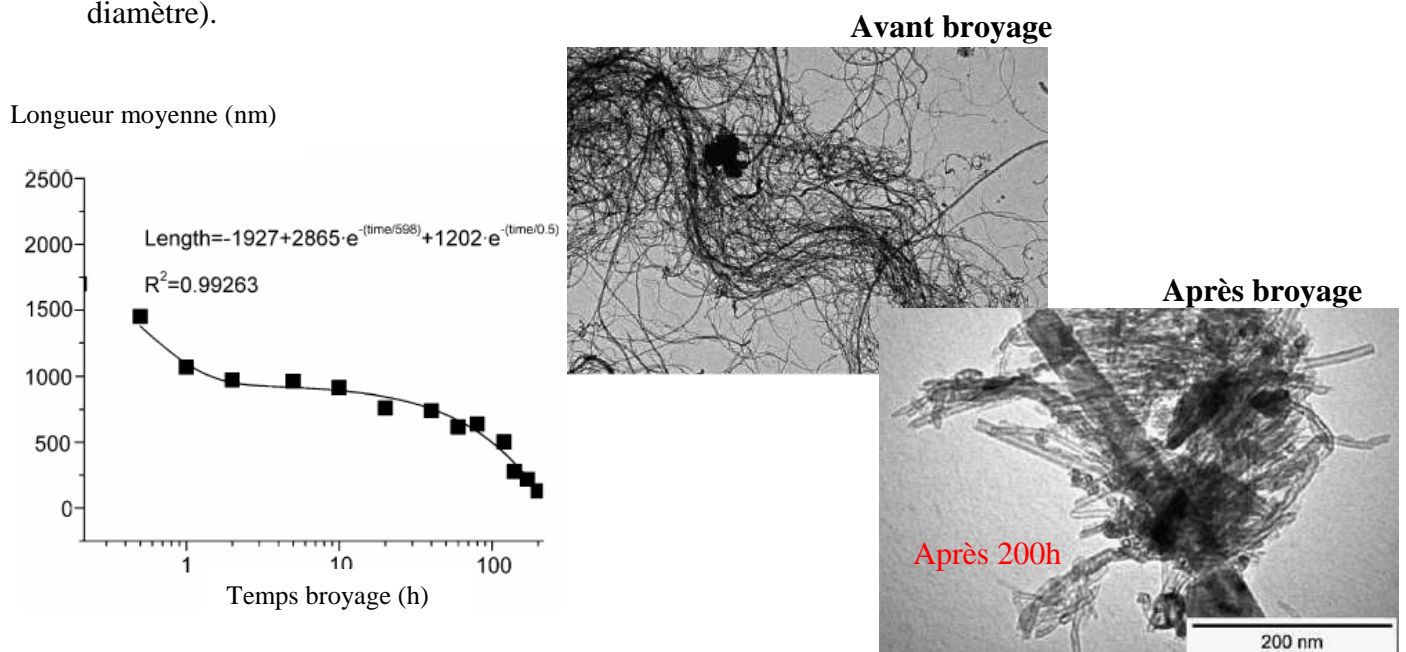 diamètre).
Avant broyage
Longueur moyenne (nm)
2500
Length=-1927+2865·e-(time/598)+1202·e-(time/0.5)
2000
Après broyage
R2=0.99263
1500
1000
500
Après 200h
0
1
10
100
Temps broyage (h)
200 nm